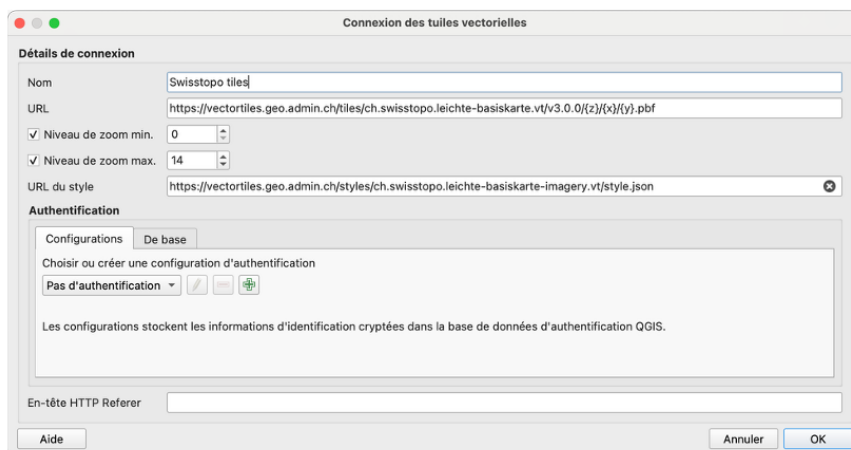 Connexion des tuiles vectorielles
Détails de connexion
Nom Swisstopo tiles
URL https://vectortiles.geo.admin.ch/tiles/ch.swisstopo.leichte-basiskarte.vt/v3.0.0/{z}/{x}/{y}.pbf
Niveau de zoom min. 0
Niveau de zoom max. 14
URL du style https://vectortiles.geo.admin.ch/styles/ch.swisstopo.leichte-basiskarte-imagery.vt/style.json
Authentification
Configurations De base
Choisir ou créer une configuration d'authentification
Pas d'authentification
Les configurations stockent les informations d'identification cryptées dans la base de données d'authentification QGIS.
En-tête HTTP Referer
Aide Annuler OK